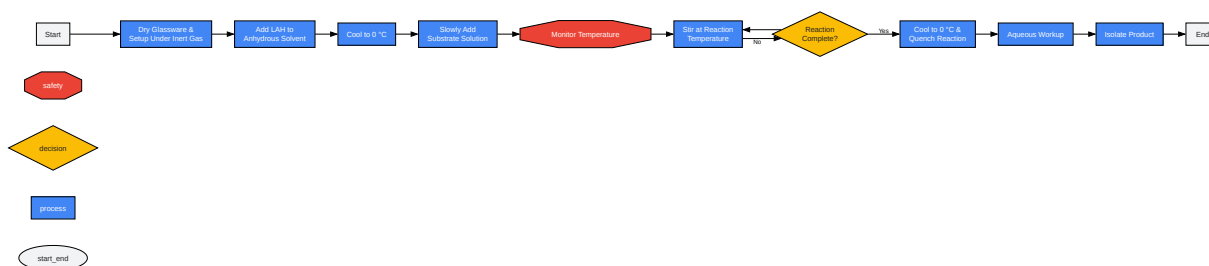 Start
Dry Glassware &
Setup Under Inert Gas
Add LAH to
Anhydrous Solvent
Cool to 0 °C
Slowly Add
Substrate Solution
Monitor Temperature
Stir at Reaction
Temperature
No
Reaction
Complete?
Yes
Cool to 0 °C &
Quench Reaction
Aqueous Workup
Isolate Product
End
safety
decision
process
start_end